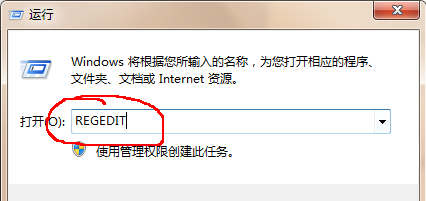 运行
Windows 将根据您所输入的名称，为您打开相应的程序、
文件夹、文档或 Internet 资源。
打开(O): REGEDIT
使用管理权限创建此任务。